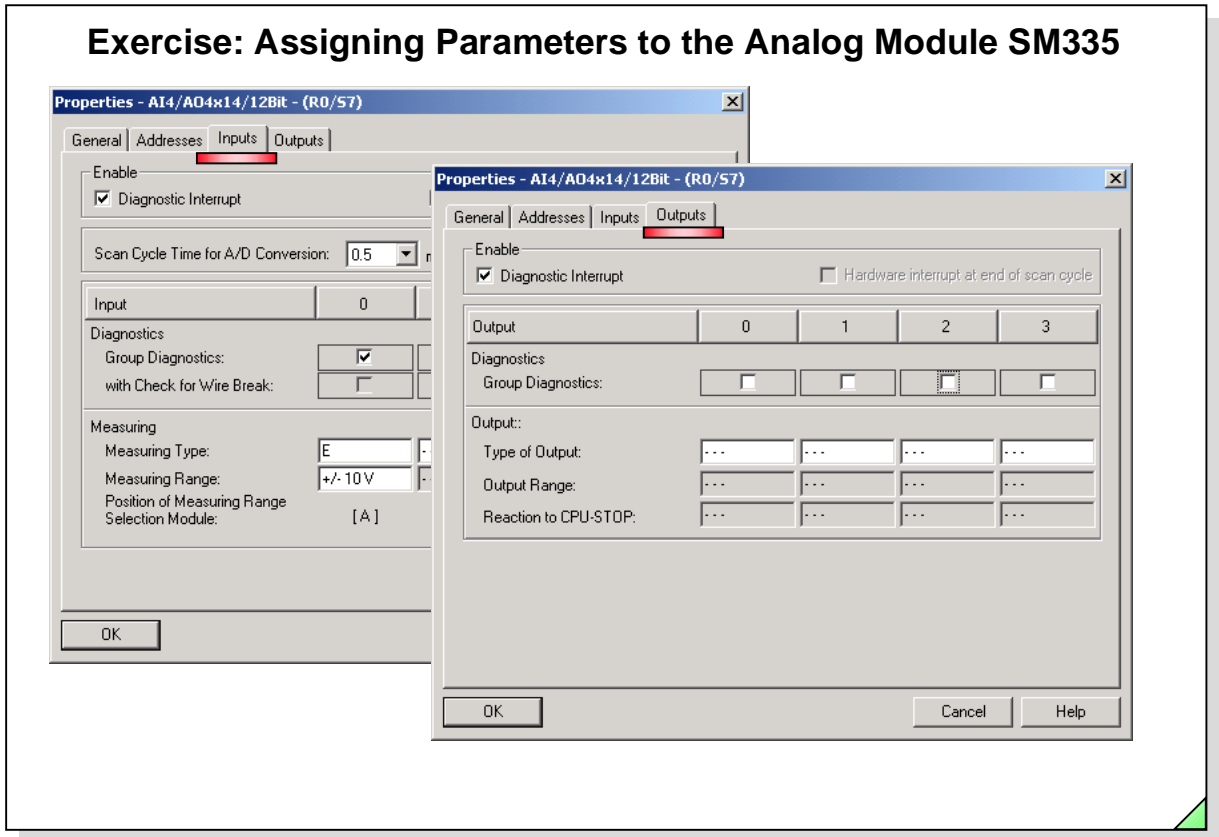 Exercise: Assigning Parameters to the Analog Module SM335
Properties - AI4/AO4x14/12Bit - (R0/S7)
General Addresses Inputs Outputs
Enable
Diagnostic Interrupt
Scan Cycle Time for A/D Conversion: 0.5
Input 0
Diagnostics
Group Diagnostics:
with Check for Wire Break:
Measuring
Measuring Type: E
Measuring Range: +/- 10 V
Position of Measuring Range
Selection Module: [ A ]
OK
Properties - AI4/AO4x14/12Bit - (R0/S7)
General Addresses Inputs Outputs
Enable
Diagnostic Interrupt Hardware interrupt at end of scan cycle
Output 0 1 2 3
Diagnostics
Group Diagnostics:
Output::
Type of Output: --- --- --- ---
Output Range: --- --- --- ---
Reaction to CPU-STOP: --- --- --- ---
OK Cancel Help